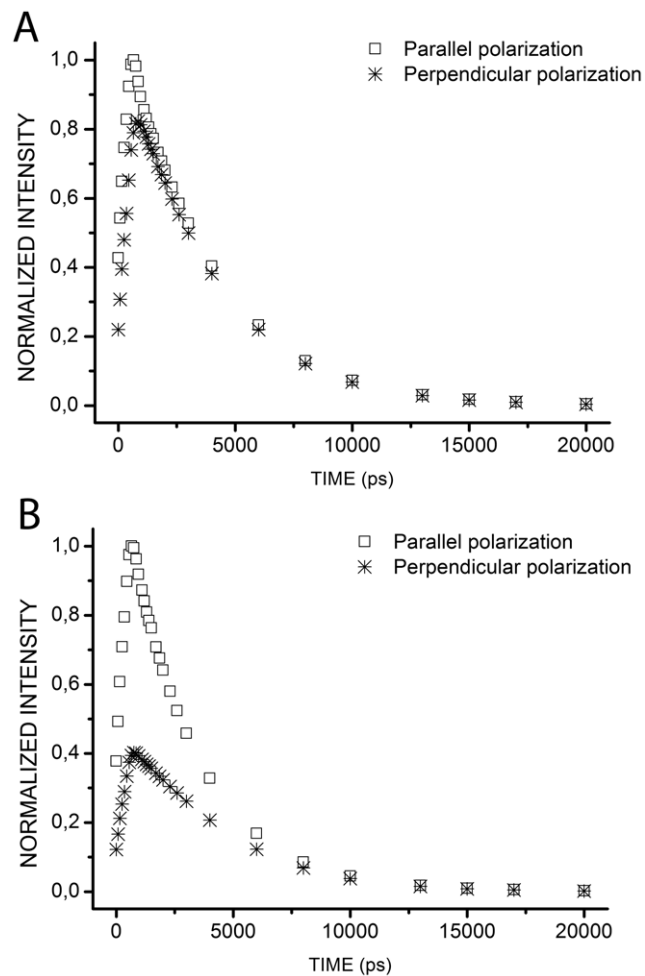 A
Parallel polarization
Perpendicular polarization
NORMALIZED INTENSITY
1,0
0,8
0,6
0,4
0,2
0,0
0 5000 10000 15000 20000
TIME (ps)
B
Parallel polarization
Perpendicular polarization
NORMALIZED INTENSITY
1,0
0,8
0,6
0,4
0,2
0,0
0 5000 10000 15000 20000
TIME (ps)